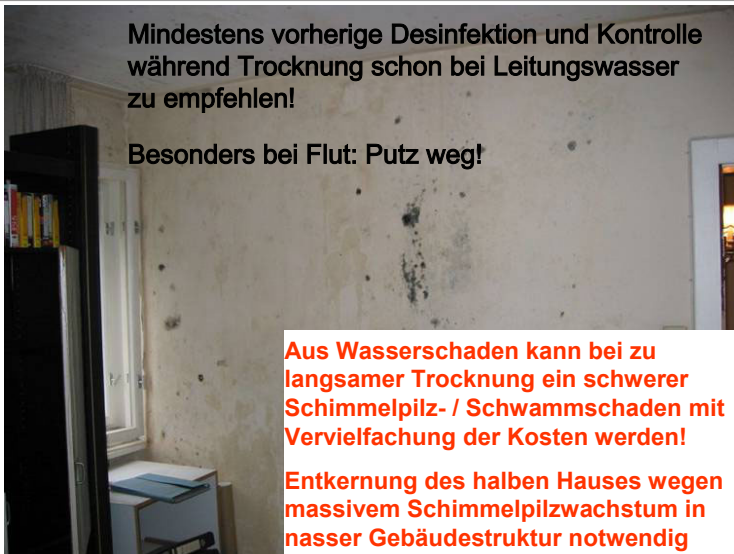 Mindestens vorherige Desinfektion und Kontrolle
während Trocknung schon bei Leitungswasser
zu empfehlen!
Besonders bei Flut: Putz weg!
Aus Wasserschaden kann bei zu
langsamer Trocknung ein schwerer
Schimmelpilz- / Schwammschaden mit
Vervielfachung der Kosten werden!
Entkernung des halben Hauses wegen
massivem Schimmelpilzwachstum in
nasser Gebäudestruktur notwendig